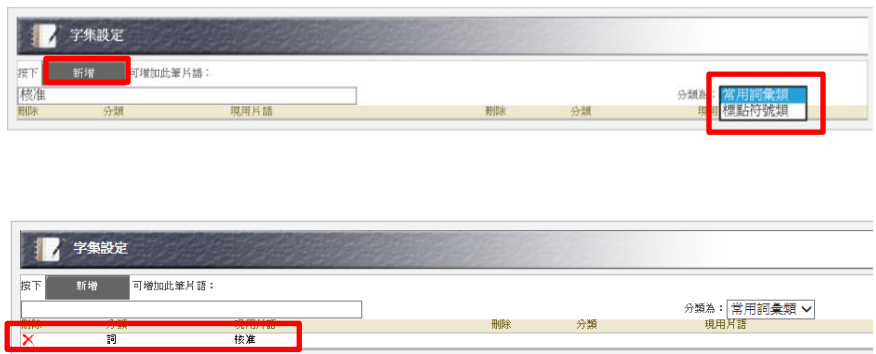 字集設定
按下 新增 可增加此筆片語：
核准 分類為： 常用詞彙類
標點符號類
刪除 分類 現用片語 刪除 分類 現用
字集設定
按下 新增 可增加此筆片語：
分類為： 常用詞彙類
刪除 分類 現用片語 刪除 分類 現用片語
詞 核准